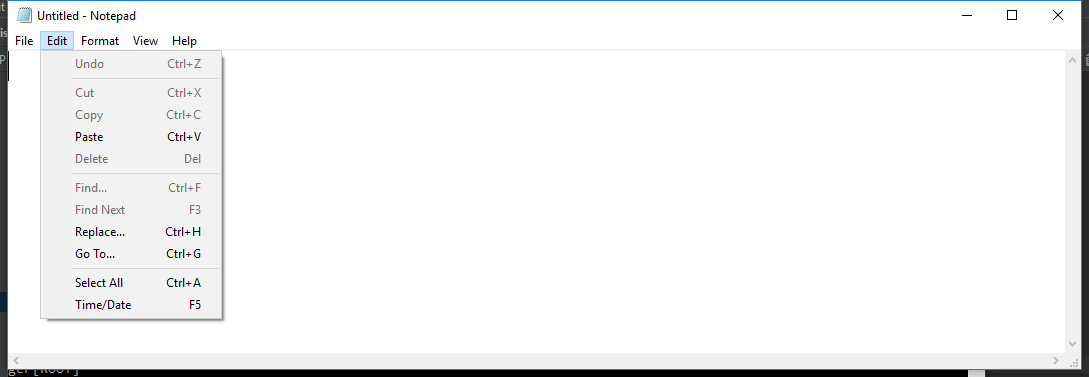 Untitled - Notepad
File Edit Format View Help
Undo Ctrl+Z
Cut Ctrl+X
Copy Ctrl+C
Paste Ctrl+V
Delete Del
Find... Ctrl+F
Find Next F3
Replace... Ctrl+H
Go To... Ctrl+G
Select All Ctrl+A
Time/Date F5